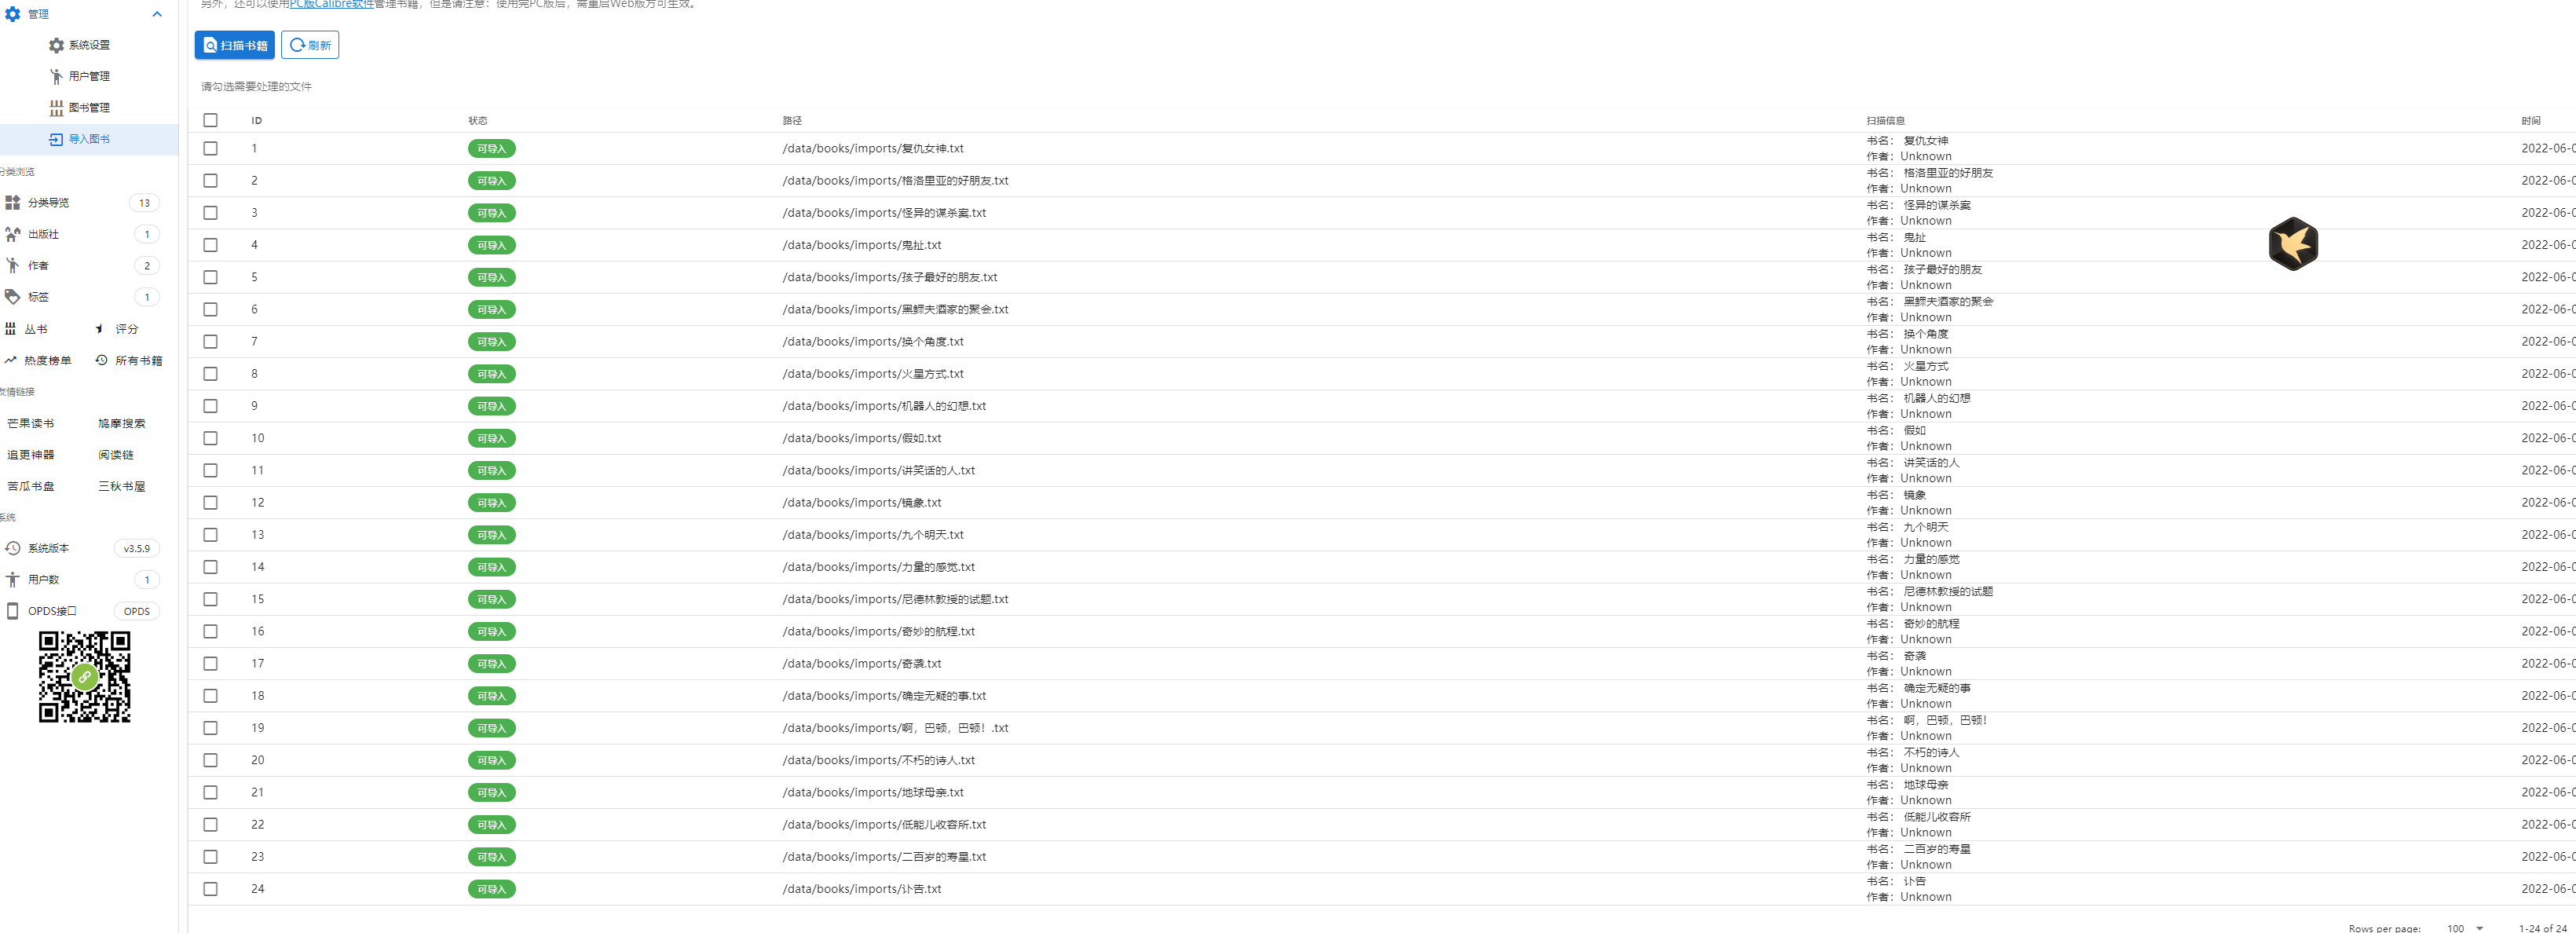 管理
系统设置
用户管理
图书管理
导入图书
分类浏览
分类导览 13
出版社 1
作者 2
标签 1
丛书 评分
热度榜单 所有书籍
友情链接
芒果读书 鸠摩搜索
追更神器 阅读链
苦瓜书盘 三秋书屋
系统
系统版本 v3.5.9
用户数 1
OPDS接口 OPDS
另外，还可以使用PC版Calibre软件管理书籍，但是请注意：使用完PC版后，需重启Web版方可生效。
扫描书籍 刷新
请勾选需要处理的文件
ID 状态 路径 扫描信息 时间
1 可导入 /data/books/imports/复仇女神.txt 书名： 复仇女神 2022-06-0
作者：Unknown
2 可导入 /data/books/imports/格洛里亚的好朋友.txt 书名： 格洛里亚的好朋友 2022-06-0
作者：Unknown
3 可导入 /data/books/imports/怪异的谋杀案.txt 书名： 怪异的谋杀案 2022-06-0
作者：Unknown
4 可导入 /data/books/imports/鬼扯.txt 书名： 鬼扯 2022-06-0
作者：Unknown
5 可导入 /data/books/imports/孩子最好的朋友.txt 书名： 孩子最好的朋友 2022-06-0
作者：Unknown
6 可导入 /data/books/imports/黑鳏夫酒家的聚会.txt 书名： 黑鳏夫酒家的聚会 2022-06-0
作者：Unknown
7 可导入 /data/books/imports/换个角度.txt 书名： 换个角度 2022-06-0
作者：Unknown
8 可导入 /data/books/imports/火星方式.txt 书名： 火星方式 2022-06-0
作者：Unknown
9 可导入 /data/books/imports/机器人的幻想.txt 书名： 机器人的幻想 2022-06-0
作者：Unknown
10 可导入 /data/books/imports/假如.txt 书名： 假如 2022-06-0
作者：Unknown
11 可导入 /data/books/imports/讲笑话的人.txt 书名： 讲笑话的人 2022-06-0
作者：Unknown
12 可导入 /data/books/imports/镜象.txt 书名： 镜象 2022-06-0
作者：Unknown
13 可导入 /data/books/imports/九个明天.txt 书名： 九个明天 2022-06-0
作者：Unknown
14 可导入 /data/books/imports/力量的感觉.txt 书名： 力量的感觉 2022-06-0
作者：Unknown
15 可导入 /data/books/imports/尼德林教授的试题.txt 书名： 尼德林教授的试题 2022-06-0
作者：Unknown
16 可导入 /data/books/imports/奇妙的航程.txt 书名： 奇妙的航程 2022-06-0
作者：Unknown
17 可导入 /data/books/imports/奇袭.txt 书名： 奇袭 2022-06-0
作者：Unknown
18 可导入 /data/books/imports/确定无疑的事.txt 书名： 确定无疑的事 2022-06-0
作者：Unknown
19 可导入 /data/books/imports/啊，巴顿，巴顿！.txt 书名： 啊，巴顿，巴顿！ 2022-06-0
作者：Unknown
20 可导入 /data/books/imports/不朽的诗人.txt 书名： 不朽的诗人 2022-06-0
作者：Unknown
21 可导入 /data/books/imports/地球母亲.txt 书名： 地球母亲 2022-06-0
作者：Unknown
22 可导入 /data/books/imports/低能儿收容所.txt 书名： 低能儿收容所 2022-06-0
作者：Unknown
23 可导入 /data/books/imports/二百岁的寿星.txt 书名： 二百岁的寿星 2022-06-0
作者：Unknown
24 可导入 /data/books/imports/讣告.txt 书名： 讣告 2022-06-0
作者：Unknown
Rows per page: 100 1-24 of 24